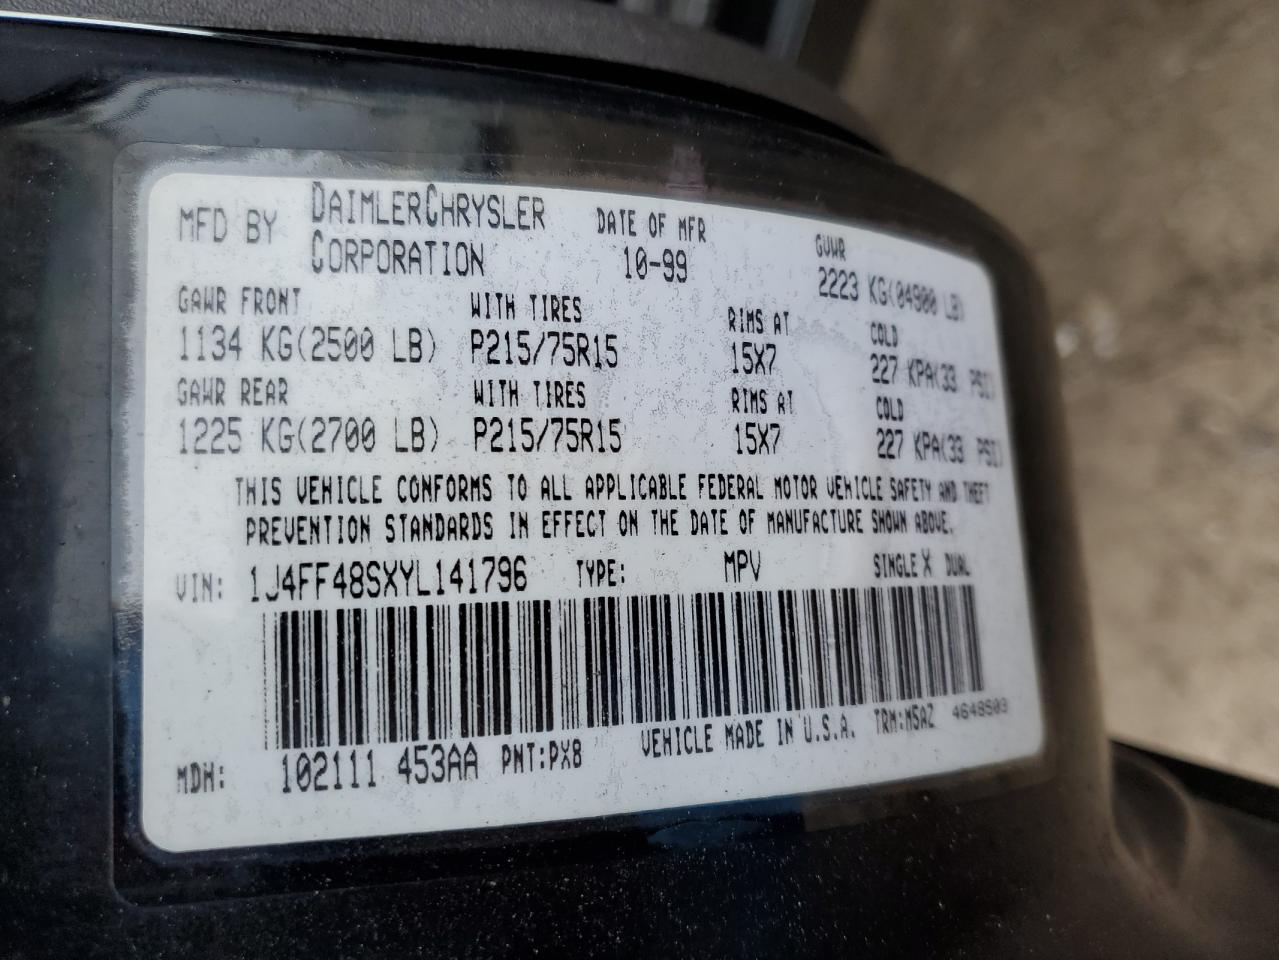 MFD BY DAIMLERCHRYSLER CORPORATION DATE OF MFR 10-99 GVWR 2223 KG(04900 LB)
GAWR FRONT WITH TIRES RIMS AT COLD
1134 KG(2500 LB) P215/75R15 15X7 227 KPA(33 PSI)
GAWR REAR WITH TIRES RIMS AT COLD
1225 KG(2700 LB) P215/75R15 15X7 227 KPA(33 PSI)
THIS VEHICLE CONFORMS TO ALL APPLICABLE FEDERAL MOTOR VEHICLE SAFETY AND THEFT
PREVENTION STANDARDS IN EFFECT ON THE DATE OF MANUFACTURE SHOWN ABOVE.
VIN: 1J4FF48SXYL141796 TYPE: MPV SINGLE X DUAL
MDH: 102111 453AA PNT:PX8 VEHICLE MADE IN U.S.A. TRM:M5AZ 4648503